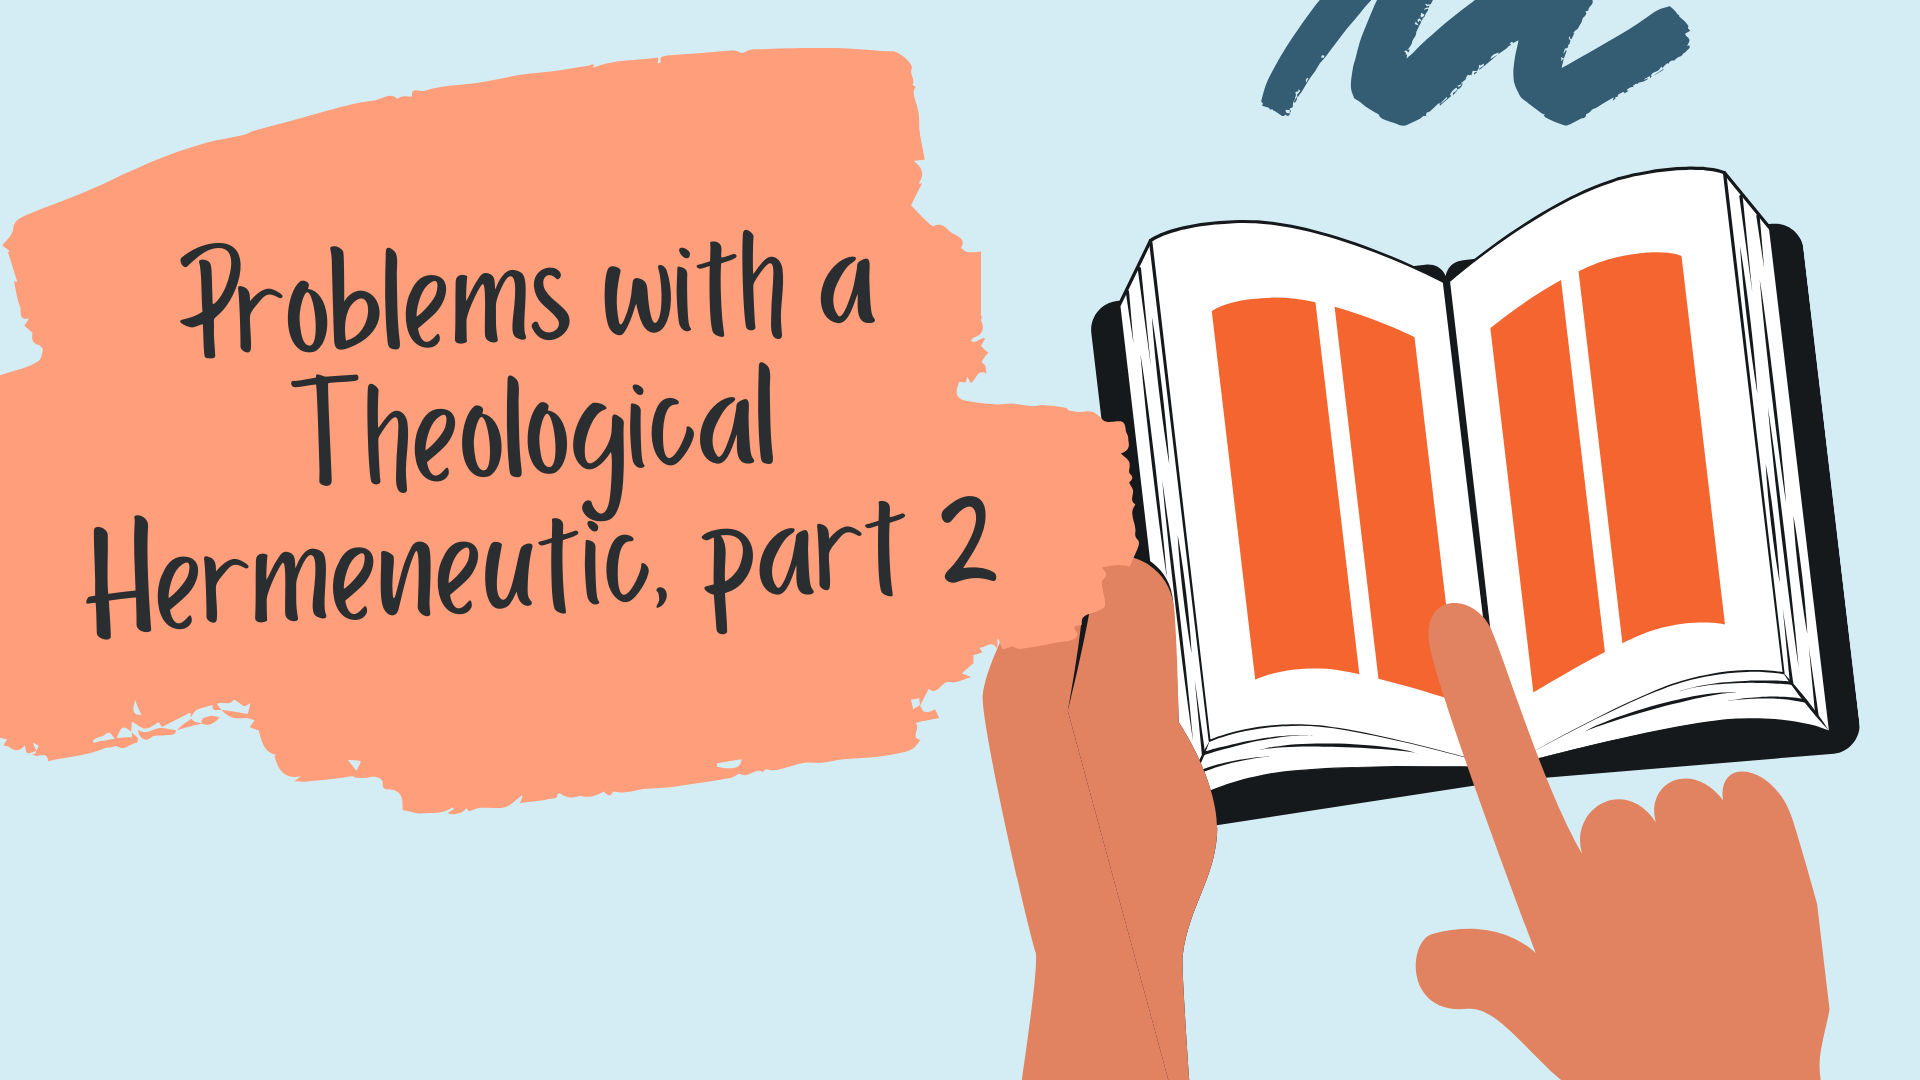 Problems with a
Theological
Hermeneutic, part 2